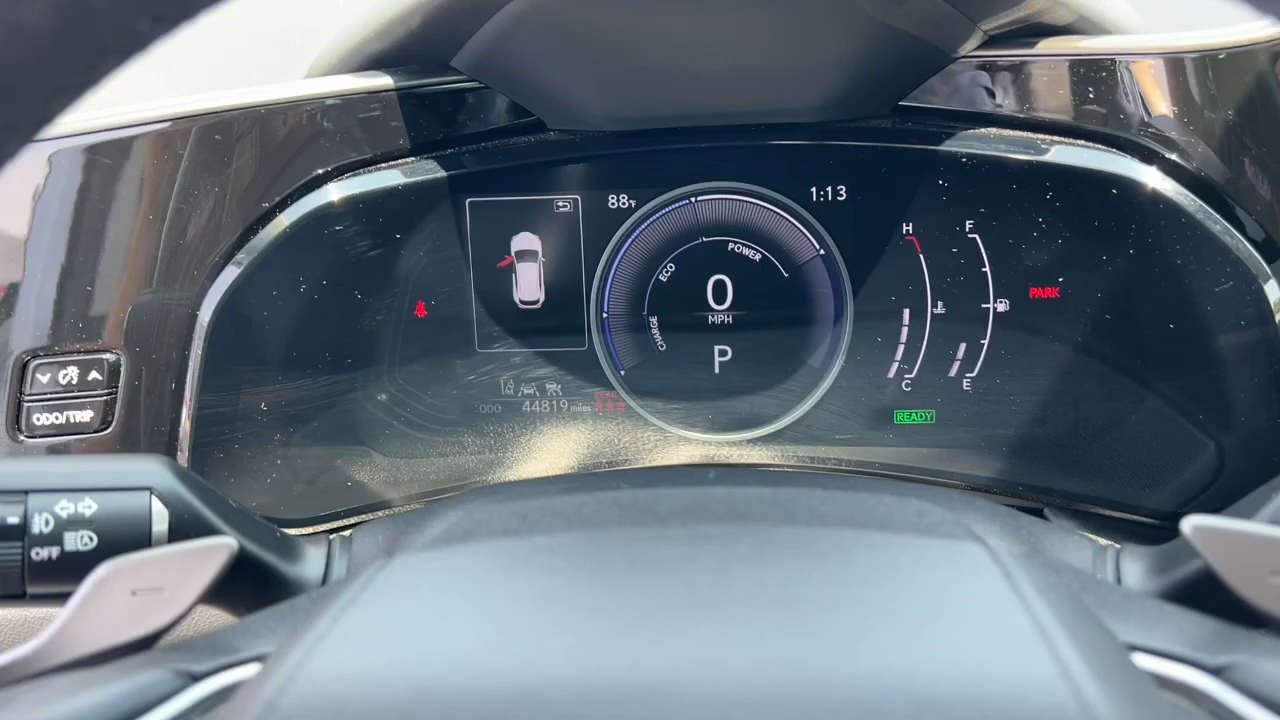 88°F
1:13
H
F
POWER
ECO
0
MPH
CHARGE
P
PARK
C
E
ODO 44819 miles
READY
ODO/TRIP
OFF